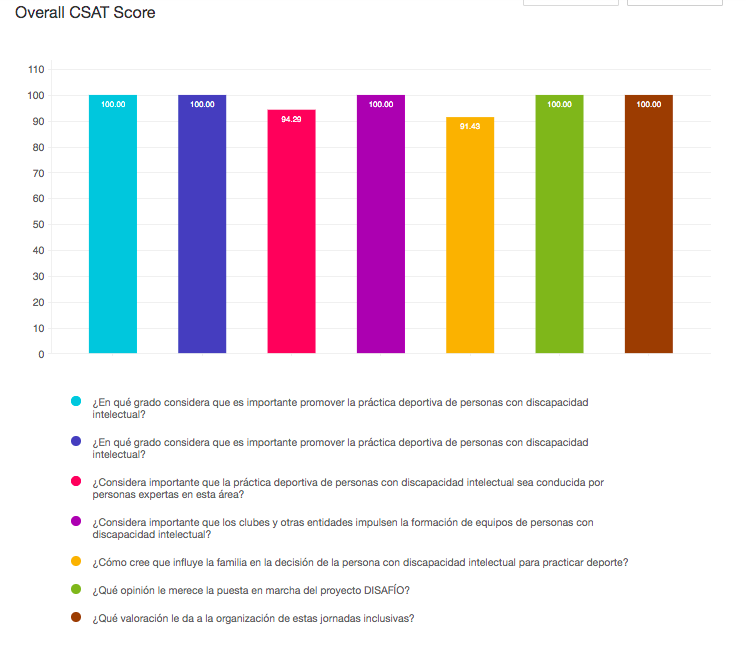 Overall CSAT Score
110
100
90
80
70
60
50
40
30
20
10
0
100.00
100.00
94.29
100.00
91.43
100.00
100.00
¿En qué grado considera que es importante promover la práctica deportiva de personas con discapacidad
intelectual?
¿En qué grado considera que es importante promover la práctica deportiva de personas con discapacidad
intelectual?
¿Considera importante que la práctica deportiva de personas con discapacidad intelectual sea conducida por
personas expertas en esta área?
¿Considera importante que los clubes y otras entidades impulsen la formación de equipos de personas con
discapacidad intelectual?
¿Cómo cree que influye la familia en la decisión de la persona con discapacidad intelectual para practicar deporte?
¿Qué opinión le merece la puesta en marcha del proyecto DISAFÍO?
¿Qué valoración le da a la organización de estas jornadas inclusivas?